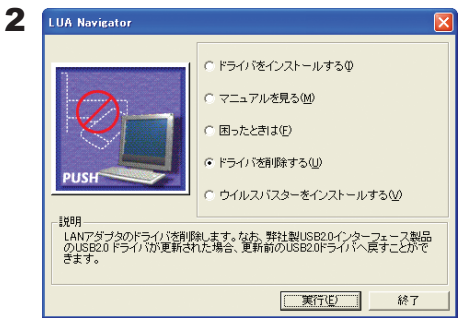 2
LUA Navigator
ドライバをインストールする(I)
マニュアルを見る(M)
困ったときは(F)
ドライバを削除する(U)
ウイルスバスターをインストールする(V)
PUSH
説明
LANアダプタのドライバを削除します。なお、弊社製USB2.0インターフェース製品
のUSB2.0ドライバが更新された場合、更新前のUSB2.0ドライバへ戻すことがで
きます。
実行(E)
終了